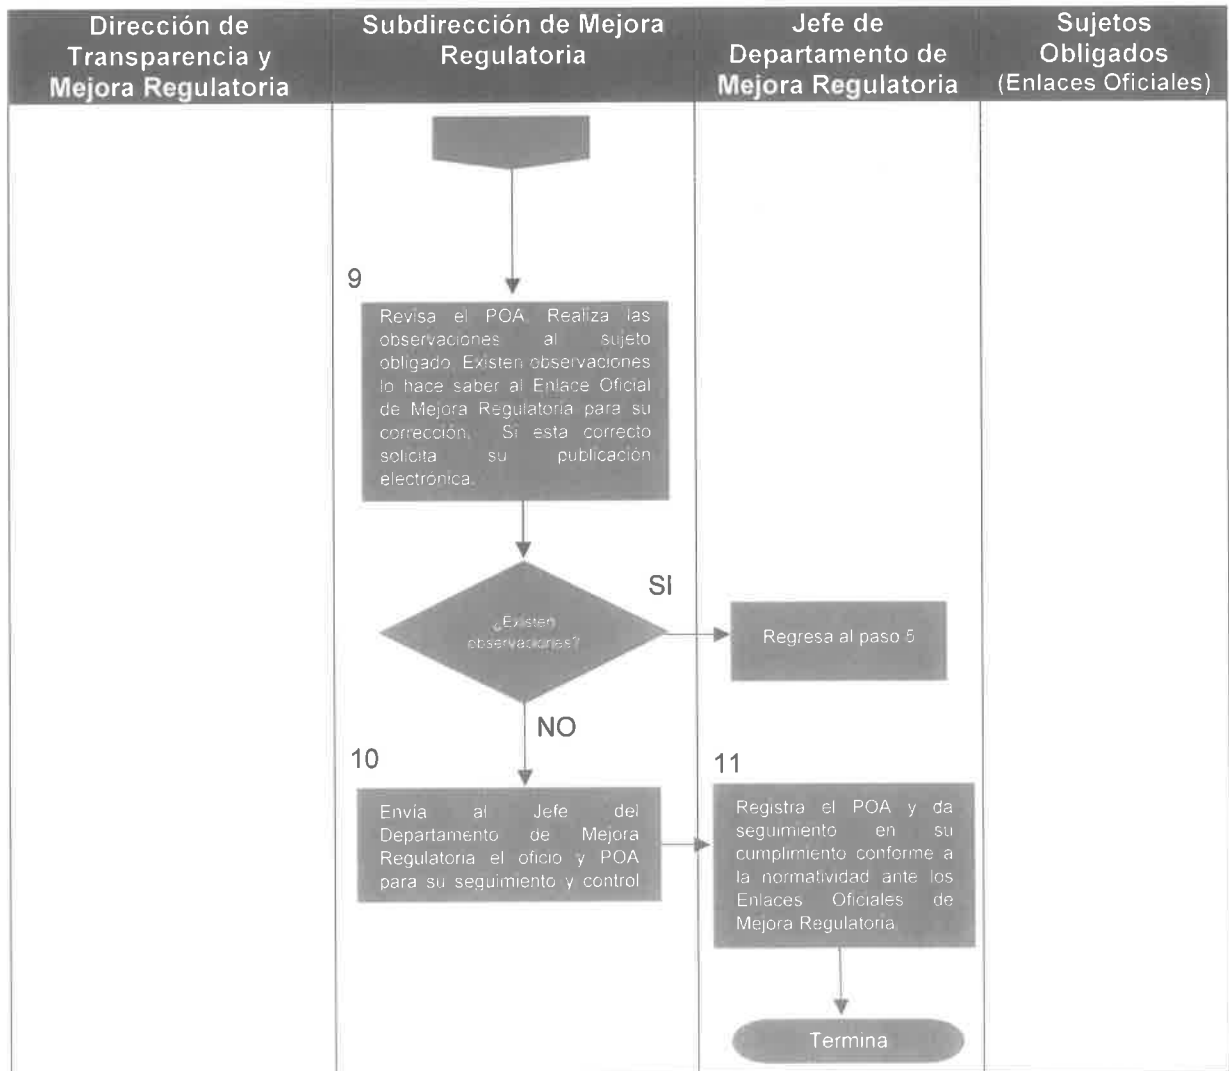 Dirección de
Transparencia y
Mejora Regulatoria
Subdirección de Mejora
Regulatoria
Jefe de
Departamento de
Mejora Regulatoria
Sujetos
Obligados
(Enlaces Oficiales)
9
Revisa el POA. Realiza las
observaciones al sujeto
obligado. Existen observaciones
lo hace saber al Enlace Oficial
de Mejora Regulatoria para su
corrección. Si esta correcto
solicita su publicación
electrónica.
¿Existen
observaciones?
SI
Regresa al paso 5
NO
10
Envía al Jefe del
Departamento de Mejora
Regulatoria el oficio y POA
para su seguimiento y control
11
Registra el POA y da
seguimiento en su
cumplimiento conforme a
la normatividad ante los
Enlaces Oficiales de
Mejora Regulatoria.
Termina